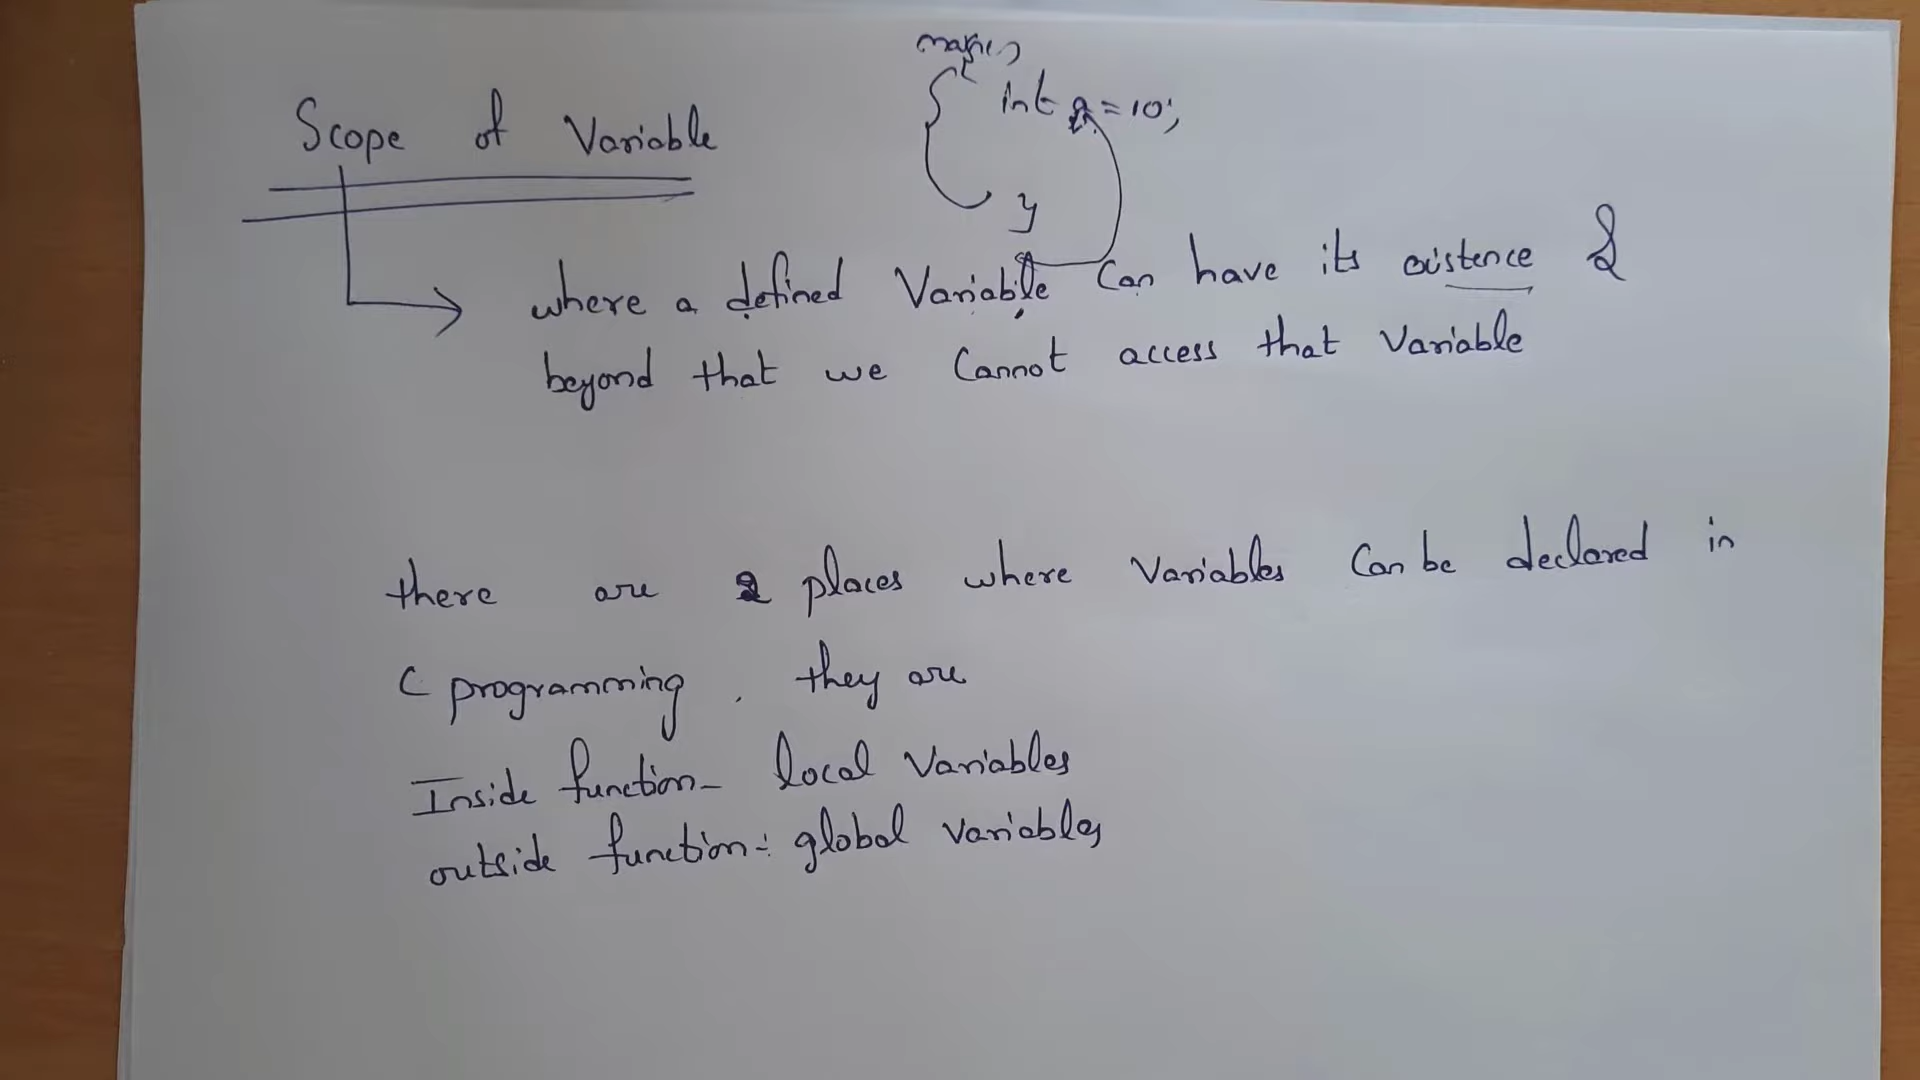 main()
{ int a=10;
}
Scope of Variable
where a defined Variable Can have its existence &
beyond that we Cannot access that Variable
there are 2 places where Variables Can be declared in
C programming. they are
Inside function- local Variables
outside function: global variables